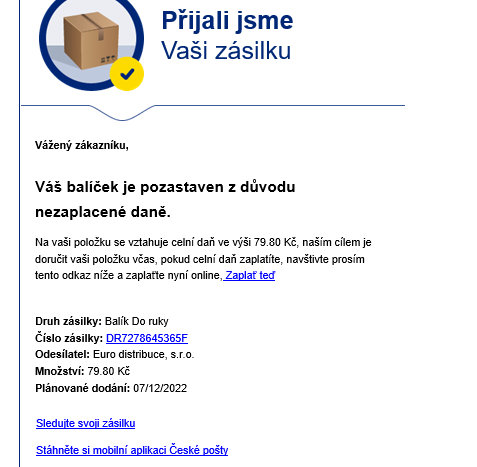 Přijali jsme
Vaši zásilku
Vážený zákazníku,
Váš balíček je pozastaven z důvodu
nezaplacené daně.
Na vaši položku se vztahuje celní daň ve výši 79.80 Kč, naším cílem je
doručit vaši položku včas, pokud celní daň zaplatíte, navštivte prosím
tento odkaz níže a zaplaťte nyní online, Zaplať teď
Druh zásilky: Balík Do ruky
Číslo zásilky: DR7278645365F
Odesílatel: Euro distribuce, s.r.o.
Množství: 79.80 Kč
Plánované dodání: 07/12/2022
Sledujte svoji zásilku
Stáhněte si mobilní aplikaci České pošty